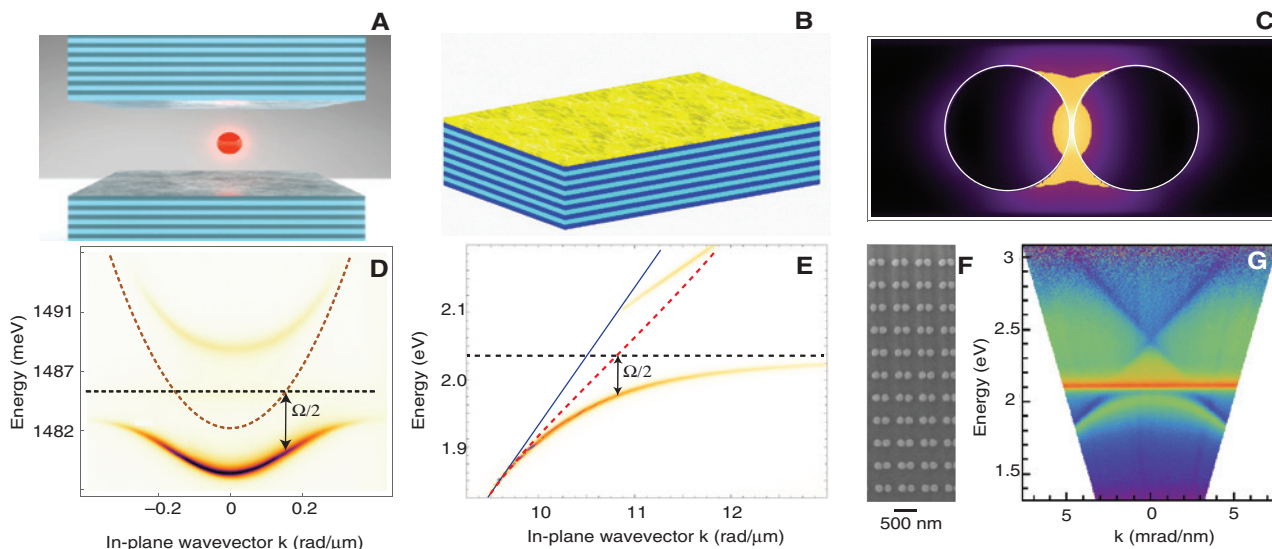 A
B
C
D
Energy (meV)
1491
1487
1482
Ω/2
−0.2
0
0.2
In-plane wavevector k (rad/μm)
E
Energy (eV)
2.1
2.0
1.9
Ω/2
10
11
12
In-plane wavevector k (rad/μm)
F
500 nm
G
Energy (eV)
3
2.5
2
1.5
5
0
5
k (mrad/nm)